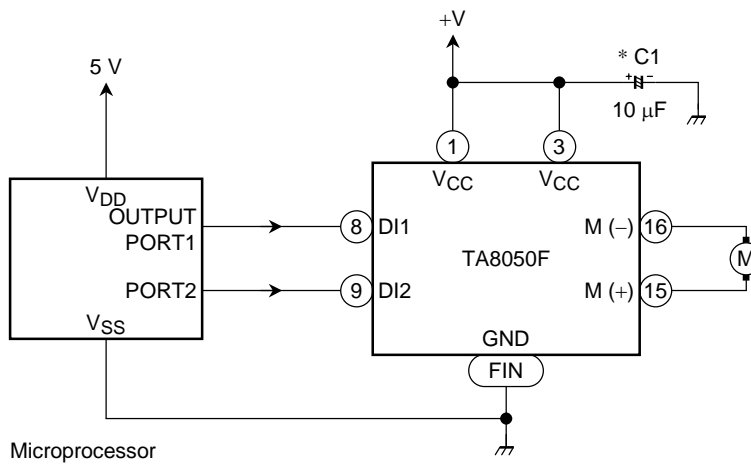 +V
* C1
+ −
10 μF
5 V
1
3
VCC
VCC
VDD
OUTPUT
PORT1
8
DI1
M (−)
16
TA8050F
M
PORT2
9
DI2
M (+)
15
VSS
GND
FIN
Microprocessor